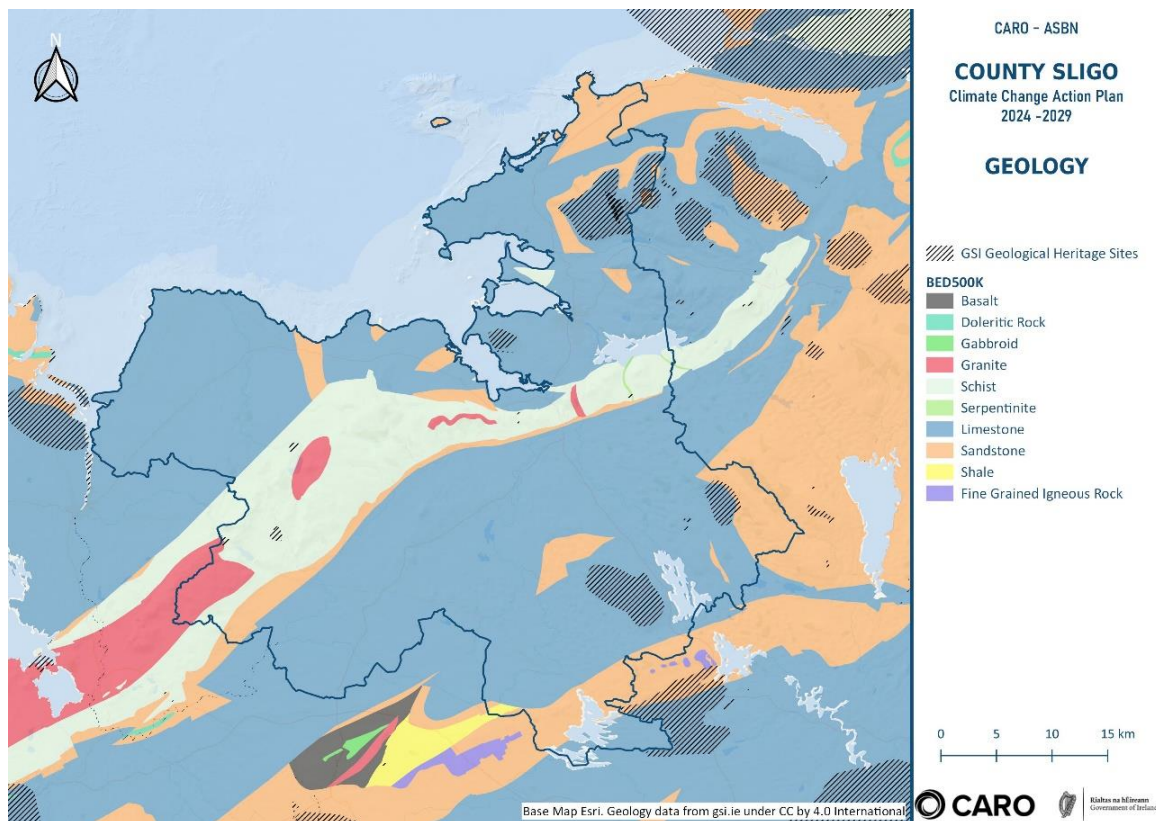 N
CARO - ASBN
COUNTY SLIGO
Climate Change Action Plan
2024 -2029
GEOLOGY
GSI Geological Heritage Sites
BED500K
Basalt
Doleritic Rock
Gabbroid
Granite
Schist
Serpentinite
Limestone
Sandstone
Shale
Fine Grained Igneous Rock
0 5 10 15 km
Base Map Esri. Geology data from gsi.ie under CC by 4.0 International
CARO
Rialtas na hÉireann
Government of Ireland